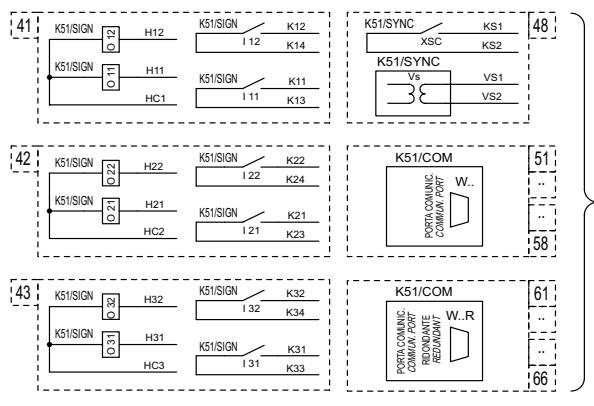 41
K51/SIGN
O 12
H12
K51/SIGN
O 11
H11
HC1
K51/SIGN
K12
I 12
K14
K51/SIGN
K11
I 11
K13
48
K51/SYNC
KS1
XSC
KS2
K51/SYNC
Vs
VS1
VS2
42
K51/SIGN
O 22
H22
K51/SIGN
O 21
H21
HC2
K51/SIGN
K22
I 22
K24
K51/SIGN
K21
I 21
K23
K51/COM
PORTA COMUNIC.
COMMUN. PORT
W..
51
..
..
58
43
K51/SIGN
O 32
H32
K51/SIGN
O 31
H31
HC3
K51/SIGN
K32
I 32
K34
K51/SIGN
K31
I 31
K33
K51/COM
PORTA COMUNIC.
COMMUN. PORT
RIDONDANTE
REDUNDANT
W..R
61
..
..
66